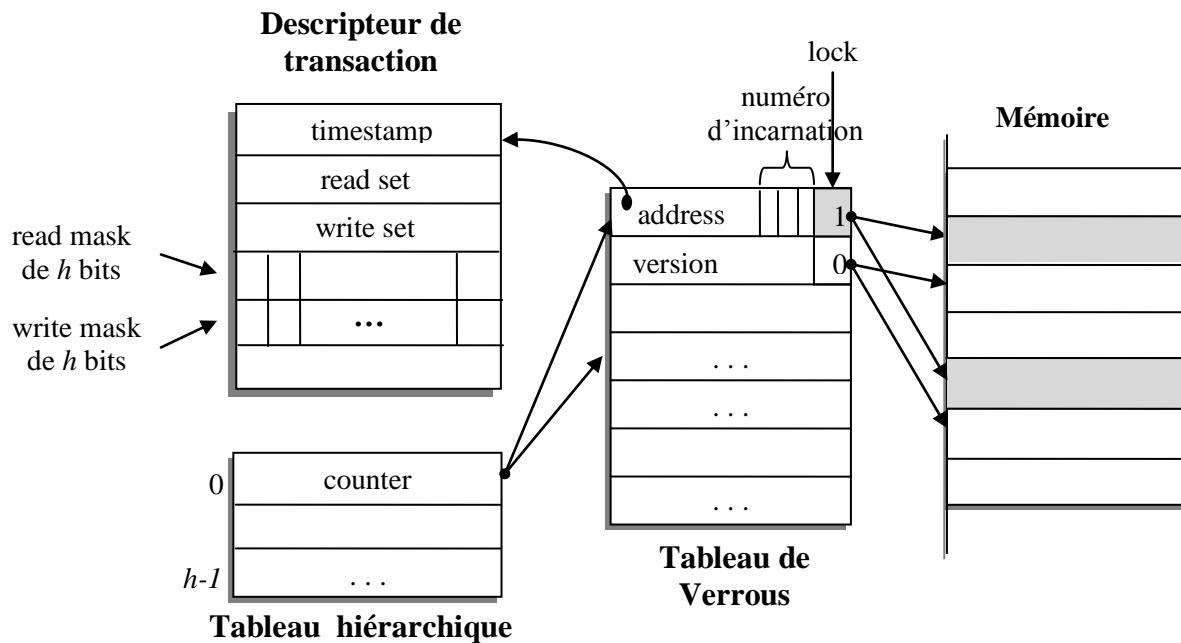 Descripteur de
transaction
timestamp
read set
write set
...
read mask
de h bits
write mask
de h bits
0
counter
h-1
. . .
Tableau hiérarchique
lock
numéro
d’incarnation
address
1
version
0
. . .
. . .
. . .
Tableau de
Verrous
Mémoire